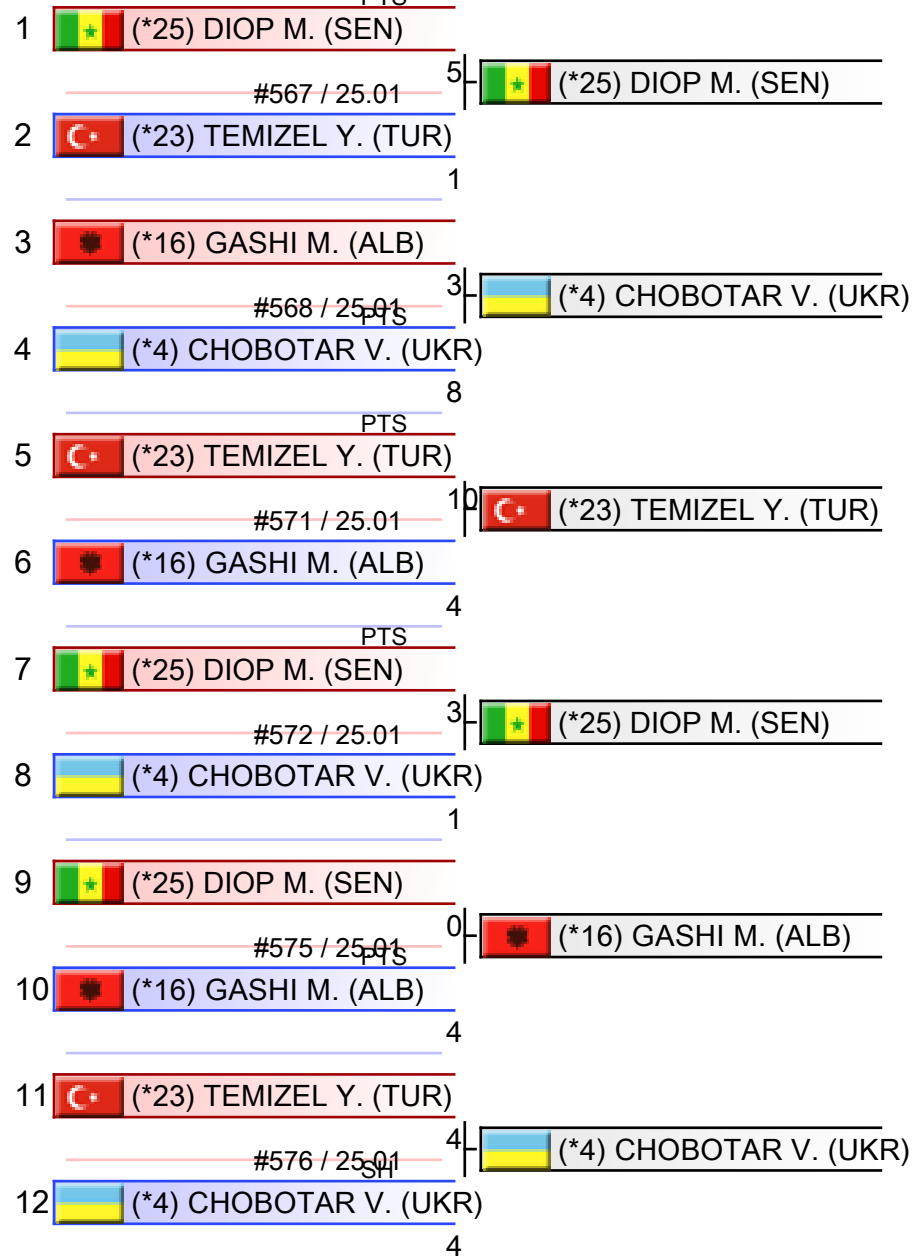 PTS
1 (*25) DIOP M. (SEN)
5 (*25) DIOP M. (SEN)
#567 / 25.01
2 (*23) TEMIZEL Y. (TUR)
1
3 (*16) GASHI M. (ALB)
3 (*4) CHOBOTAR V. (UKR)
#568 / 25.01
PTS
4 (*4) CHOBOTAR V. (UKR)
8
PTS
5 (*23) TEMIZEL Y. (TUR)
10 (*23) TEMIZEL Y. (TUR)
#571 / 25.01
6 (*16) GASHI M. (ALB)
4
PTS
7 (*25) DIOP M. (SEN)
3 (*25) DIOP M. (SEN)
#572 / 25.01
8 (*4) CHOBOTAR V. (UKR)
1
9 (*25) DIOP M. (SEN)
0 (*16) GASHI M. (ALB)
#575 / 25.01
PTS
10 (*16) GASHI M. (ALB)
4
11 (*23) TEMIZEL Y. (TUR)
4 (*4) CHOBOTAR V. (UKR)
#576 / 25.01
SH
12 (*4) CHOBOTAR V. (UKR)
4